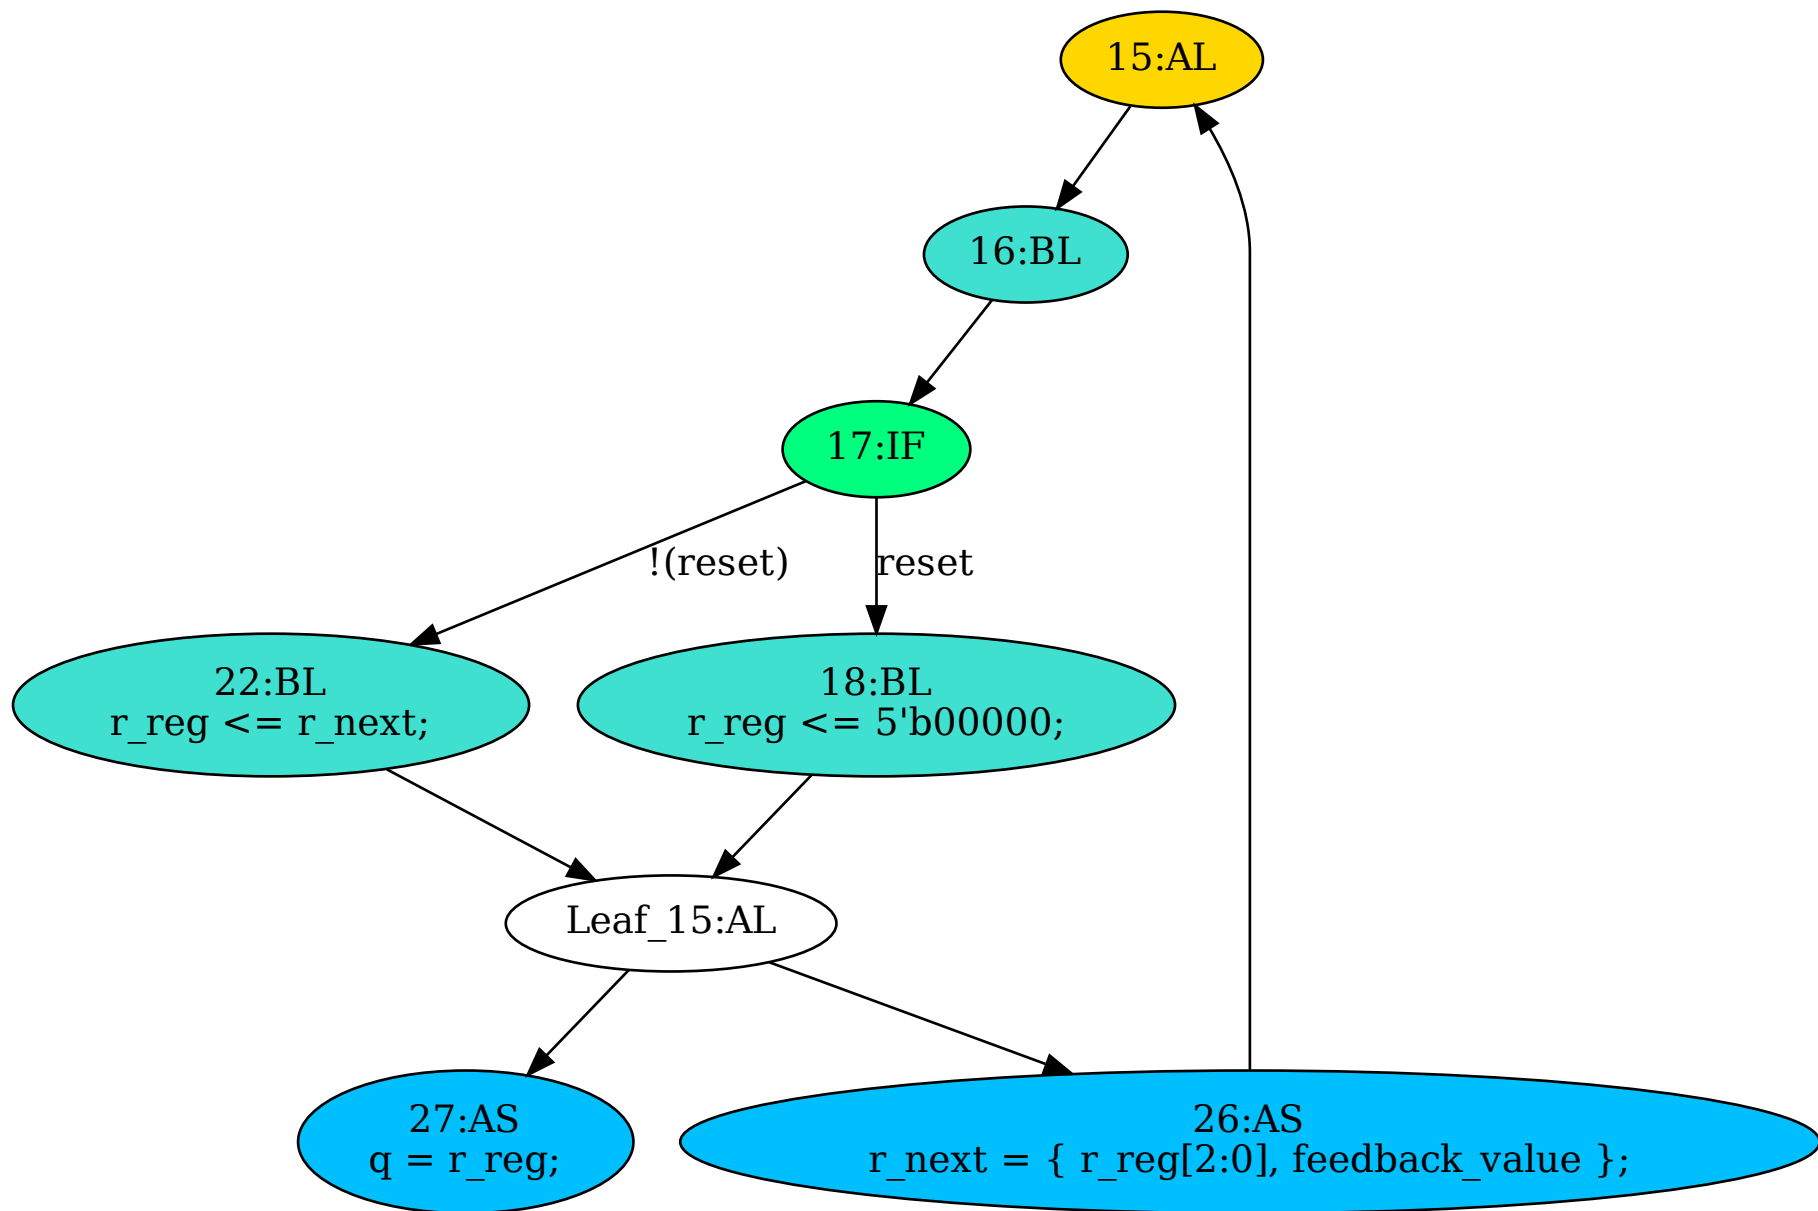 15:AL
16:BL
17:IF
!(reset)
reset
22:BL
r_reg <= r_next;
18:BL
r_reg <= 5'b00000;
Leaf_15:AL
27:AS
q = r_reg;
26:AS
r_next = { r_reg[2:0], feedback_value };